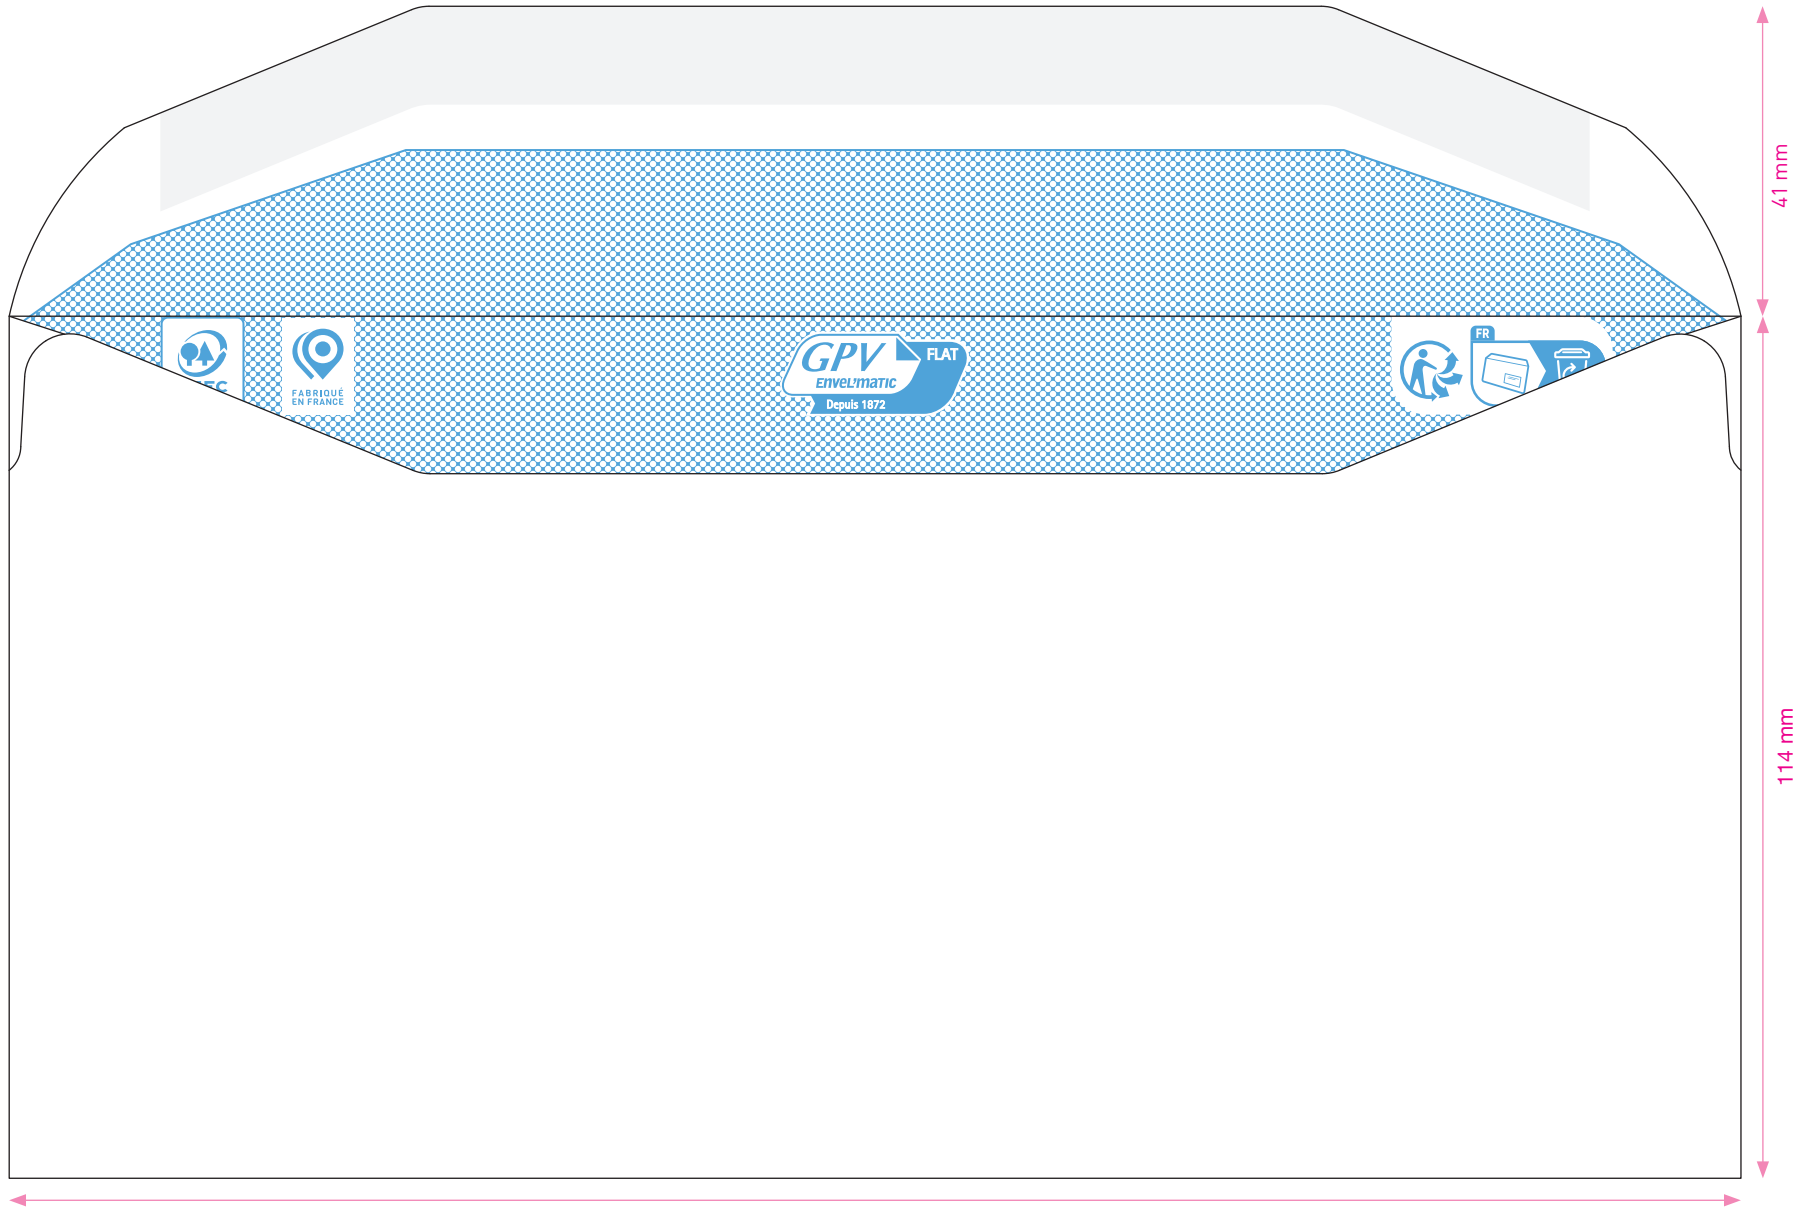 41 mm
FR
GPV
FLAT
ENVEL'MATIC
Depuis 1872
FABRIQUÉ
EN FRANCE
114 mm